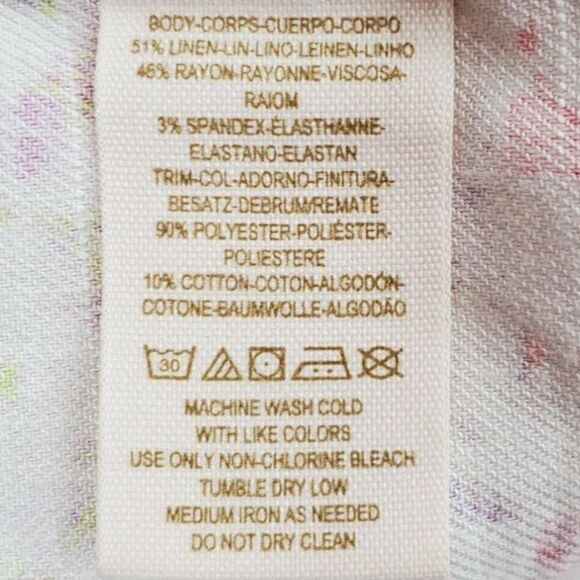 BODY-CORPS-CUERPO-CORPO
51% LINEN-LIN-LINO-LEINEN-LINHO
46% RAYON-RAYONNE-VISCOSA-
RAIOM
3% SPANDEX-ÉLASTHANNE-
ELASTANO-ELASTAN
TRIM-COL-ADORNO-FINITURA-
BESATZ-DEBRUM/REMATE
90% POLYESTER-POLIÉSTER-
POLIESTERE
10% COTTON-COTON-ALGODÓN-
COTONE-BAUMWOLLE-ALGODÃO
30
MACHINE WASH COLD
WITH LIKE COLORS
USE ONLY NON-CHLORINE BLEACH
TUMBLE DRY LOW
MEDIUM IRON AS NEEDED
DO NOT DRY CLEAN